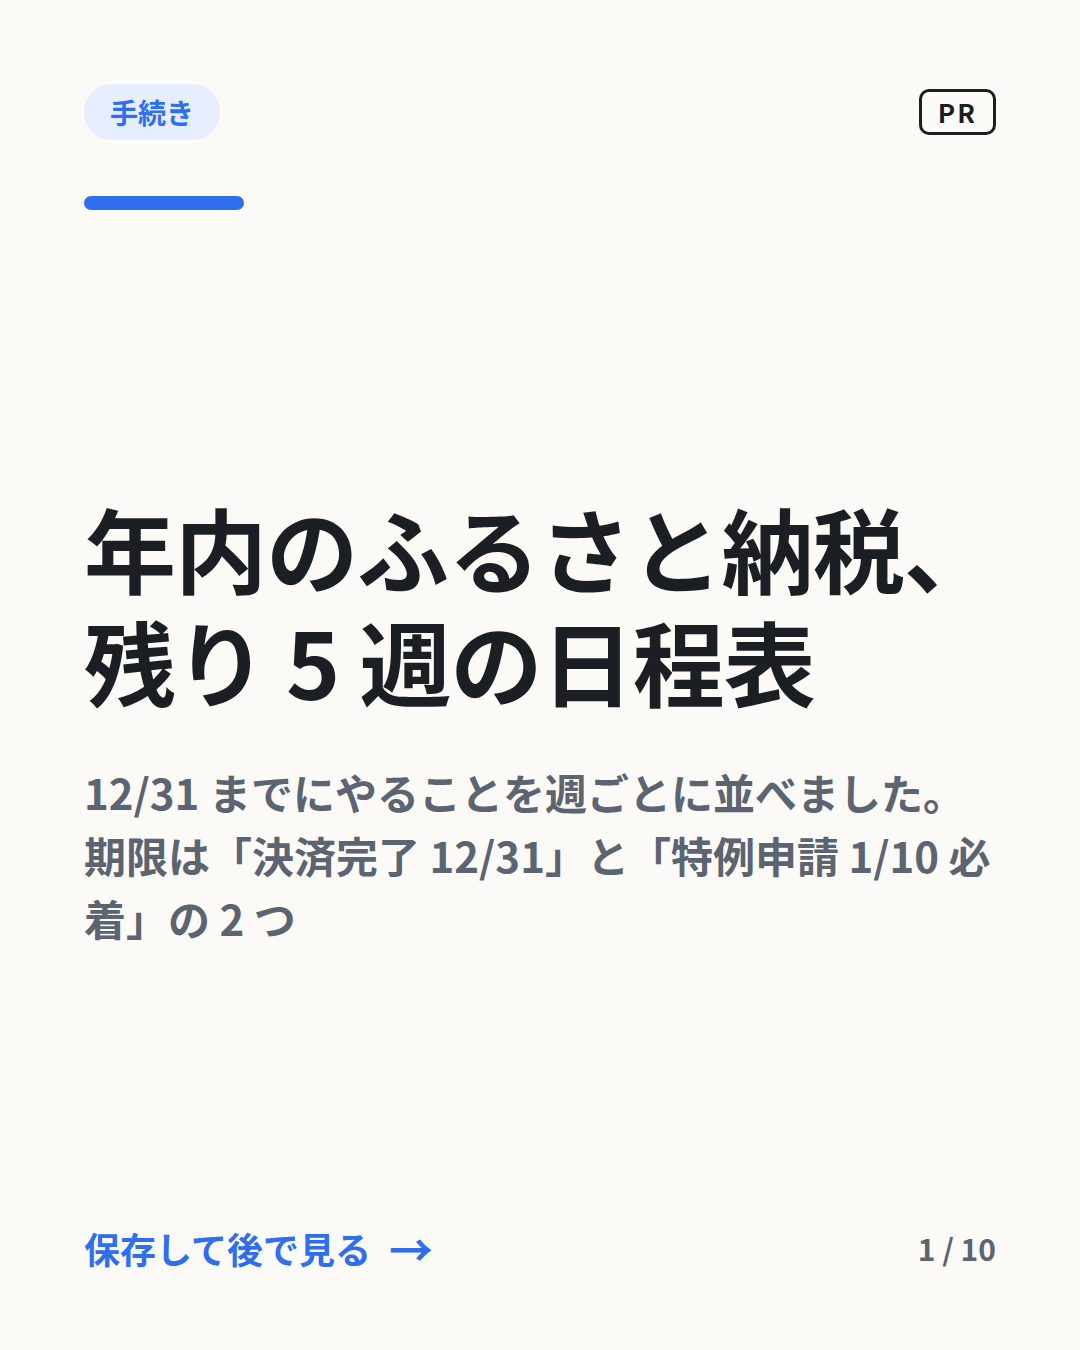 手続き
PR
年内のふるさと納税、
残り 5 週の日程表
12/31 までにやることを週ごとに並べました。
期限は「決済完了 12/31」と「特例申請 1/10 必
着」の 2 つ
保存して後で見る →
1 / 10